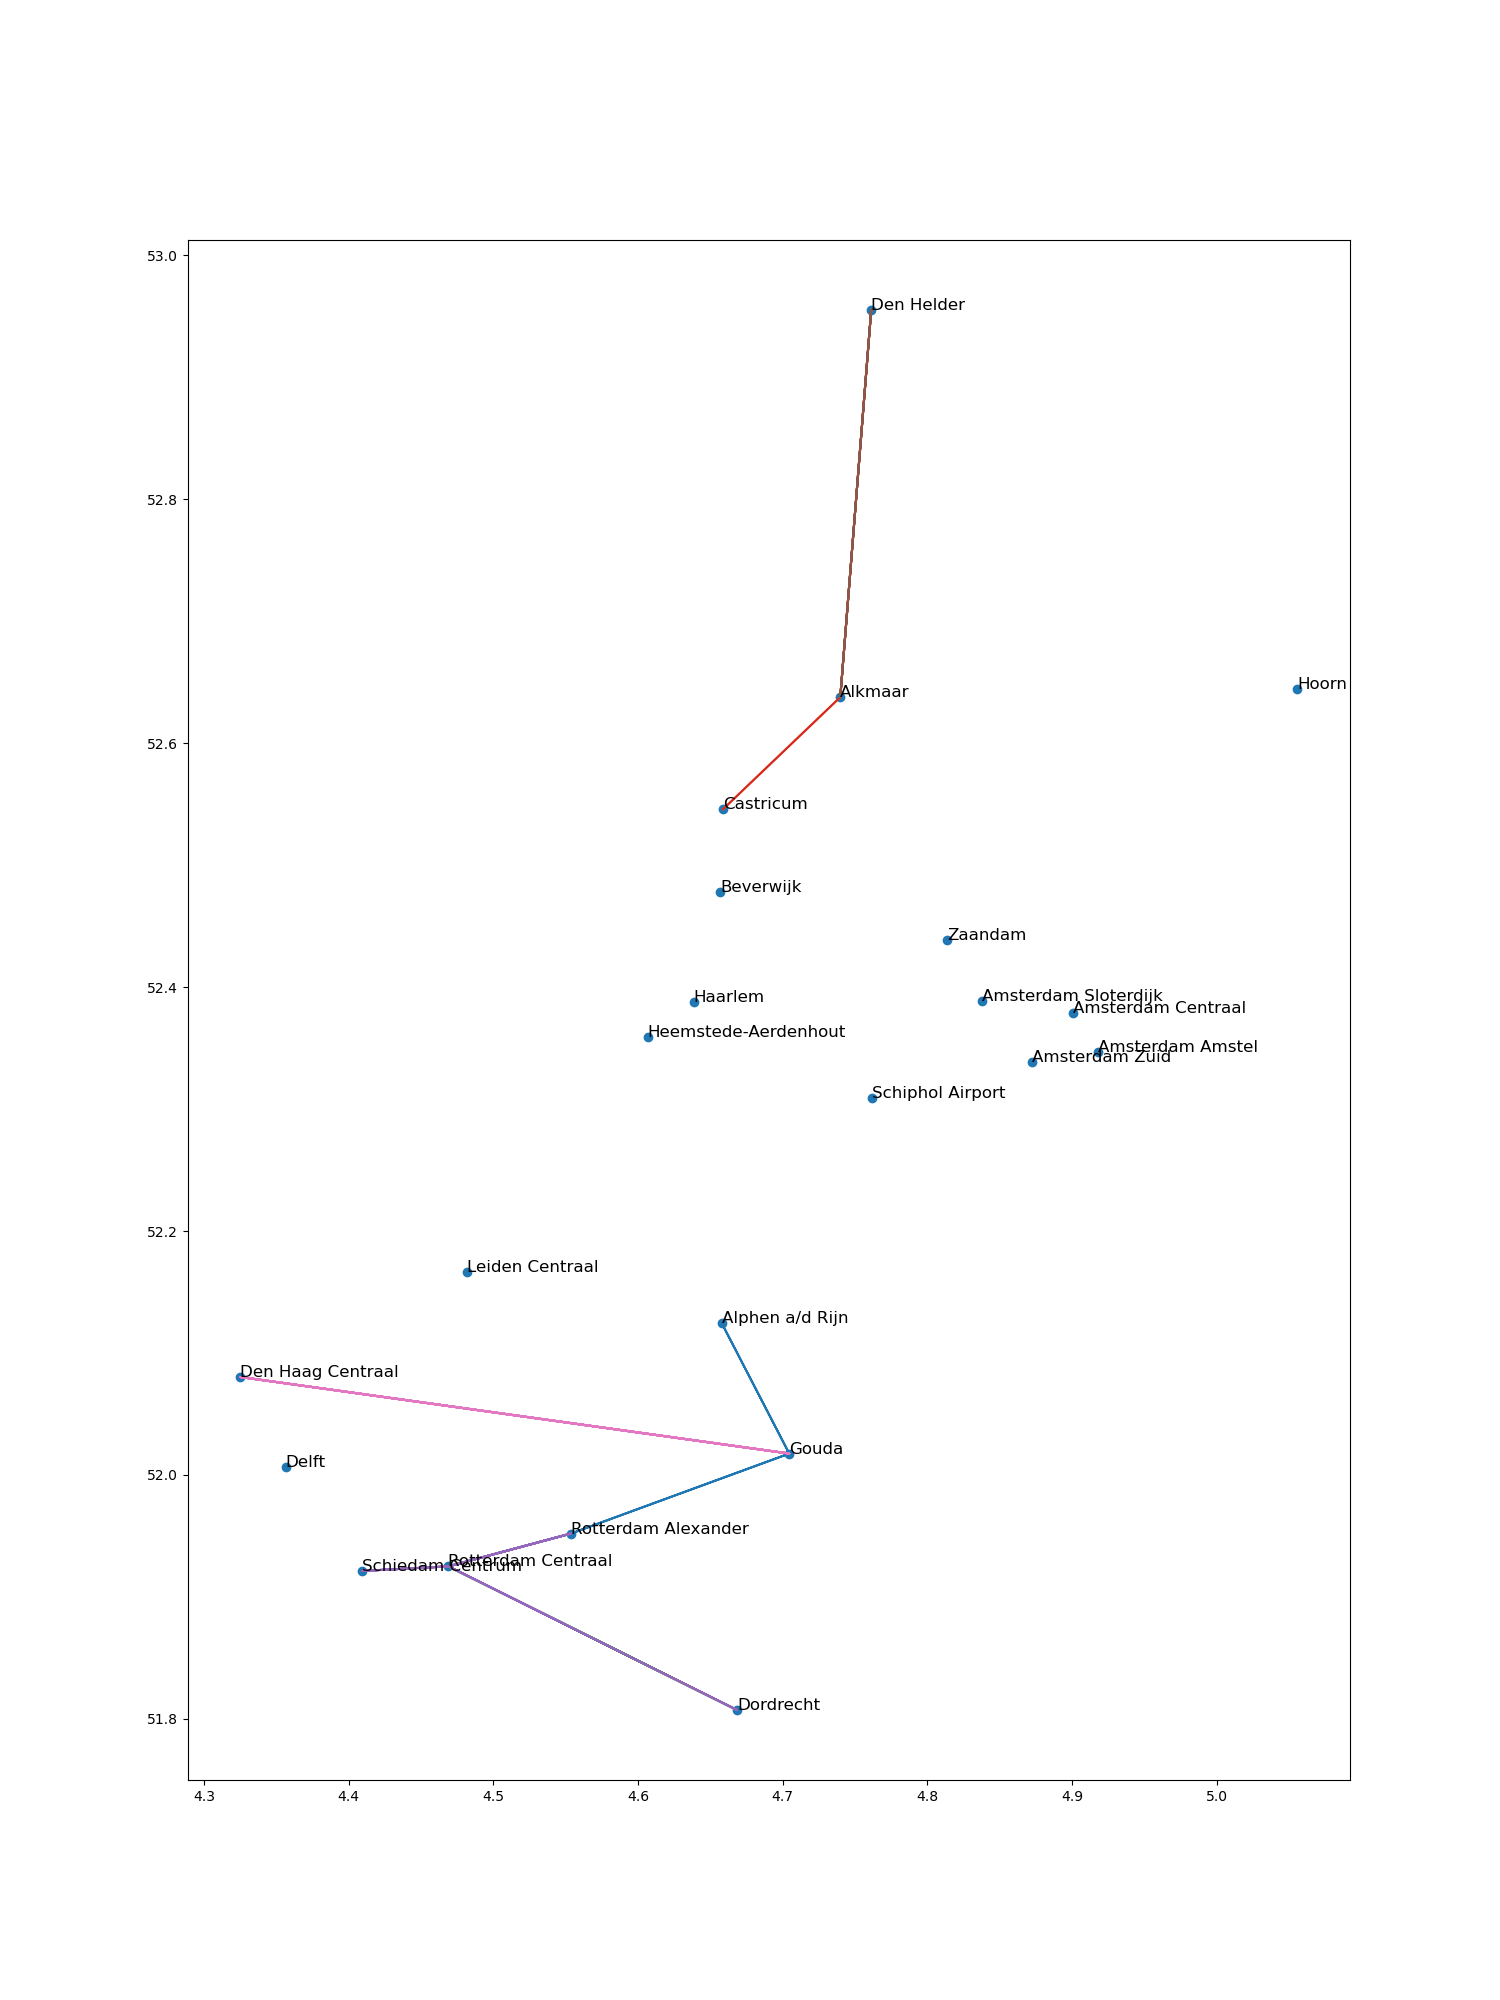 53.0
Den Helder
52.8
Alkmaar
Hoorn
52.6
Castricum
Beverwijk
Zaandam
52.4
Haarlem
Amsterdam Sloterdijk
Amsterdam Centraal
Heemstede-Aerdenhout
Amsterdam Amstel
Amsterdam Zuid
Schiphol Airport
52.2
Leiden Centraal
Alphen a/d Rijn
Den Haag Centraal
Gouda
Delft
52.0
Rotterdam Alexander
Rotterdam Centraal
Schiedam Centrum
Dordrecht
51.8
4.3 4.4 4.5 4.6 4.7 4.8 4.9 5.0